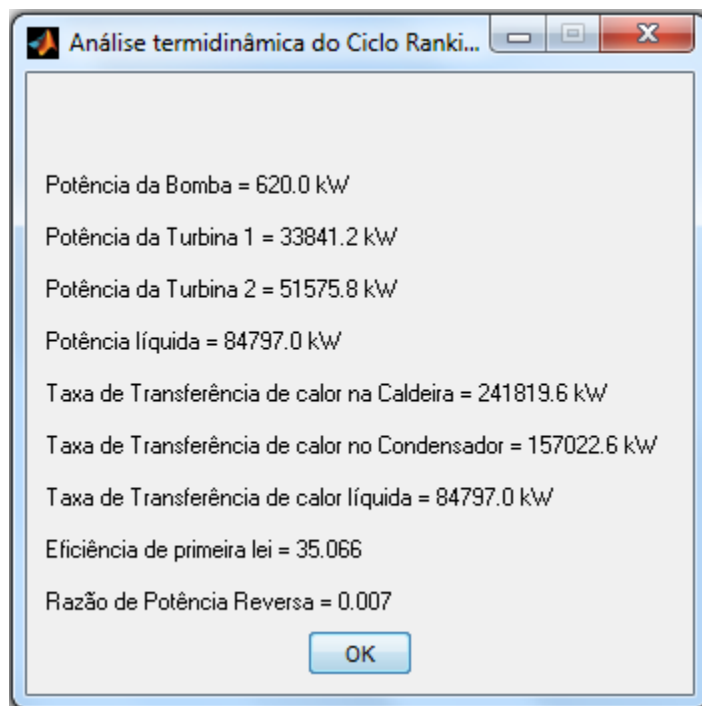 Análise termidinâmica do Ciclo Ranki...
Potência da Bomba = 620.0 kW
Potência da Turbina 1 = 33841.2 kW
Potência da Turbina 2 = 51575.8 kW
Potência líquida = 84797.0 kW
Taxa de Transferência de calor na Caldeira = 241819.6 kW
Taxa de Transferência de calor no Condensador = 157022.6 kW
Taxa de Transferência de calor líquida = 84797.0 kW
Eficiência de primeira lei = 35.066
Razão de Potência Reversa = 0.007
OK